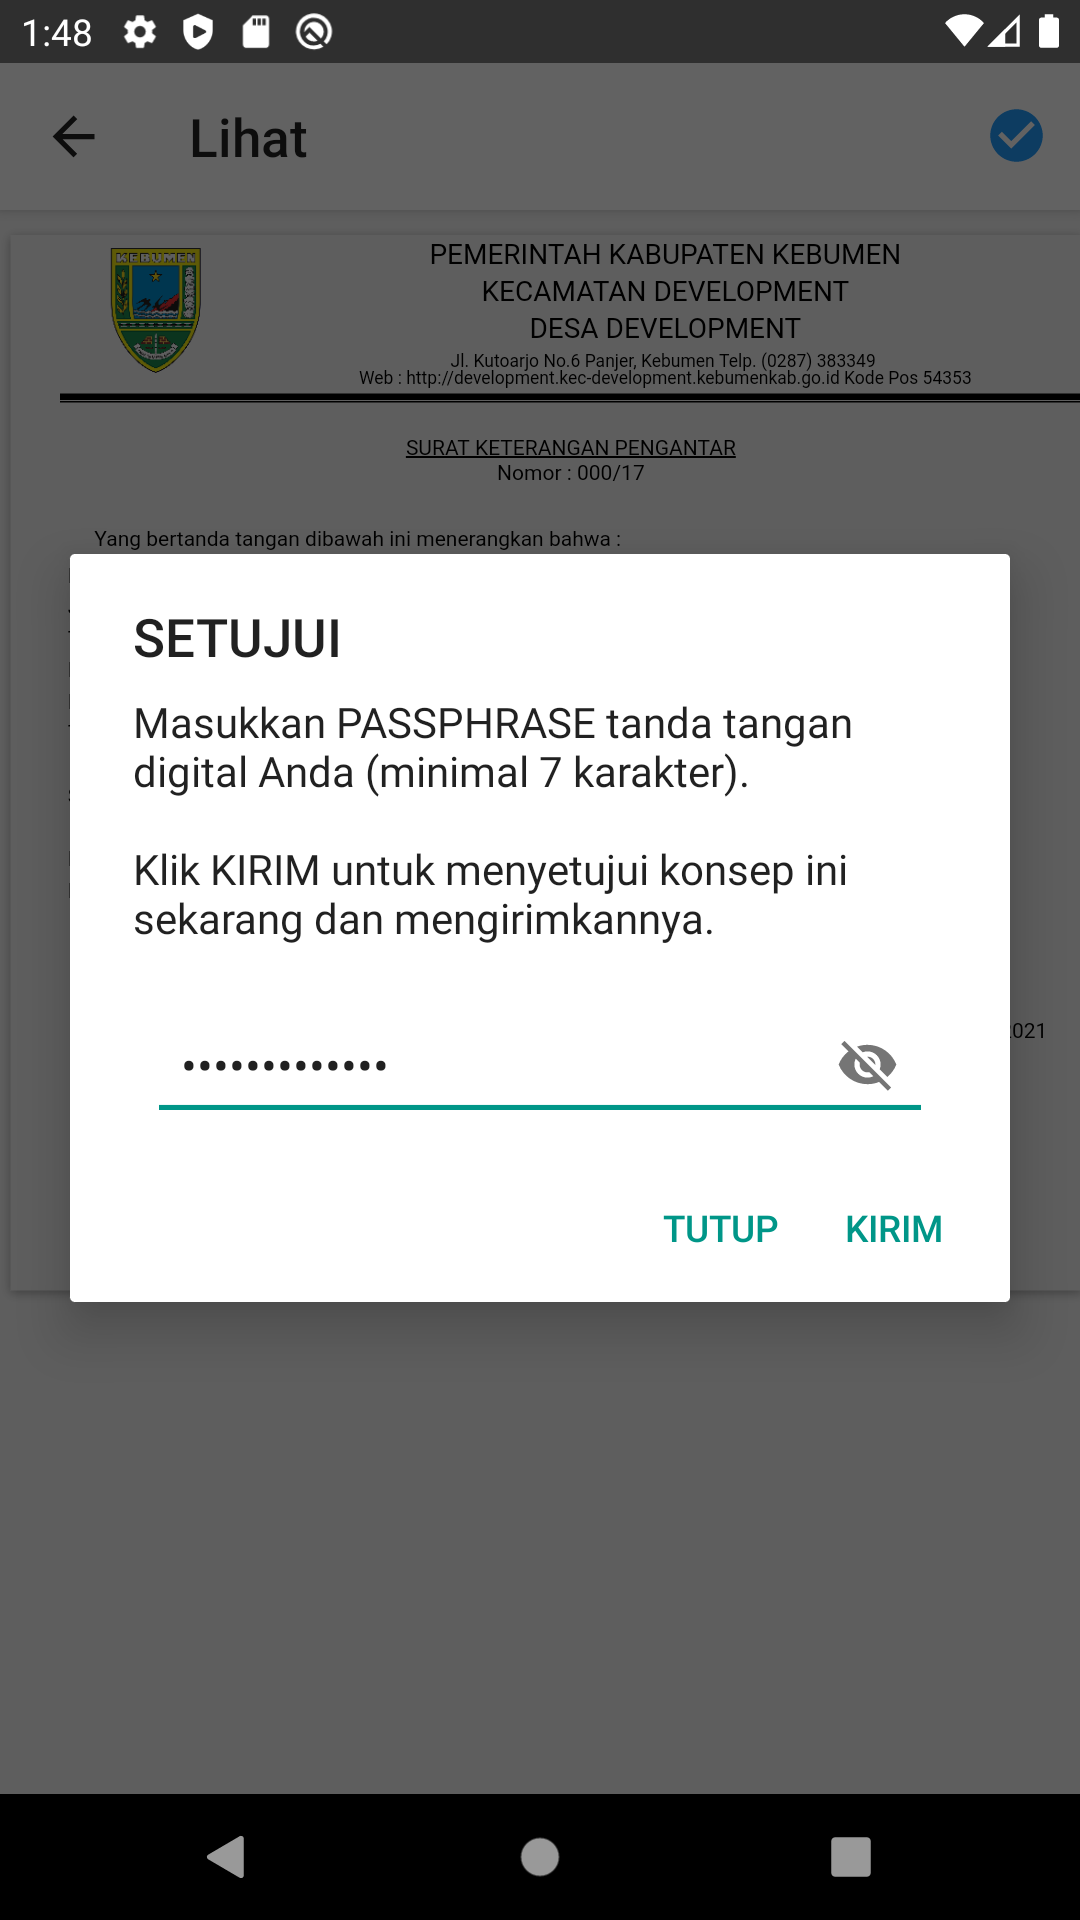 1:48
Lihat
KEBUMEN
PEMERINTAH KABUPATEN KEBUMEN
KECAMATAN DEVELOPMENT
DESA DEVELOPMENT
Jl. Kutoarjo No.6 Panjer, Kebumen Telp. (0287) 383349
Web : http://development.kec-development.kebumenkab.go.id Kode Pos 54353
SURAT KETERANGAN PENGANTAR
Nomor : 000/17
Yang bertanda tangan dibawah ini menerangkan bahwa :
SETUJUI
Masukkan PASSPHRASE tanda tangan
digital Anda (minimal 7 karakter).
Klik KIRIM untuk menyetujui konsep ini
sekarang dan mengirimkannya.
•••••••••••••
021
TUTUP KIRIM